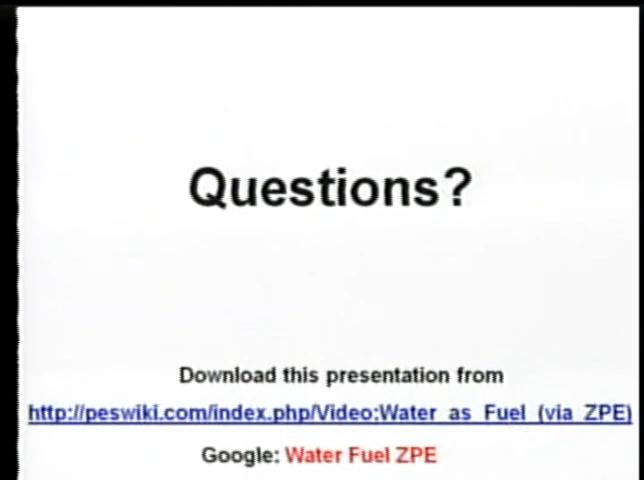 Questions?
Download this presentation from
http://peswiki.com/index.php/Video:Water_as_Fuel_(via_ZPE)
Google: Water Fuel ZPE